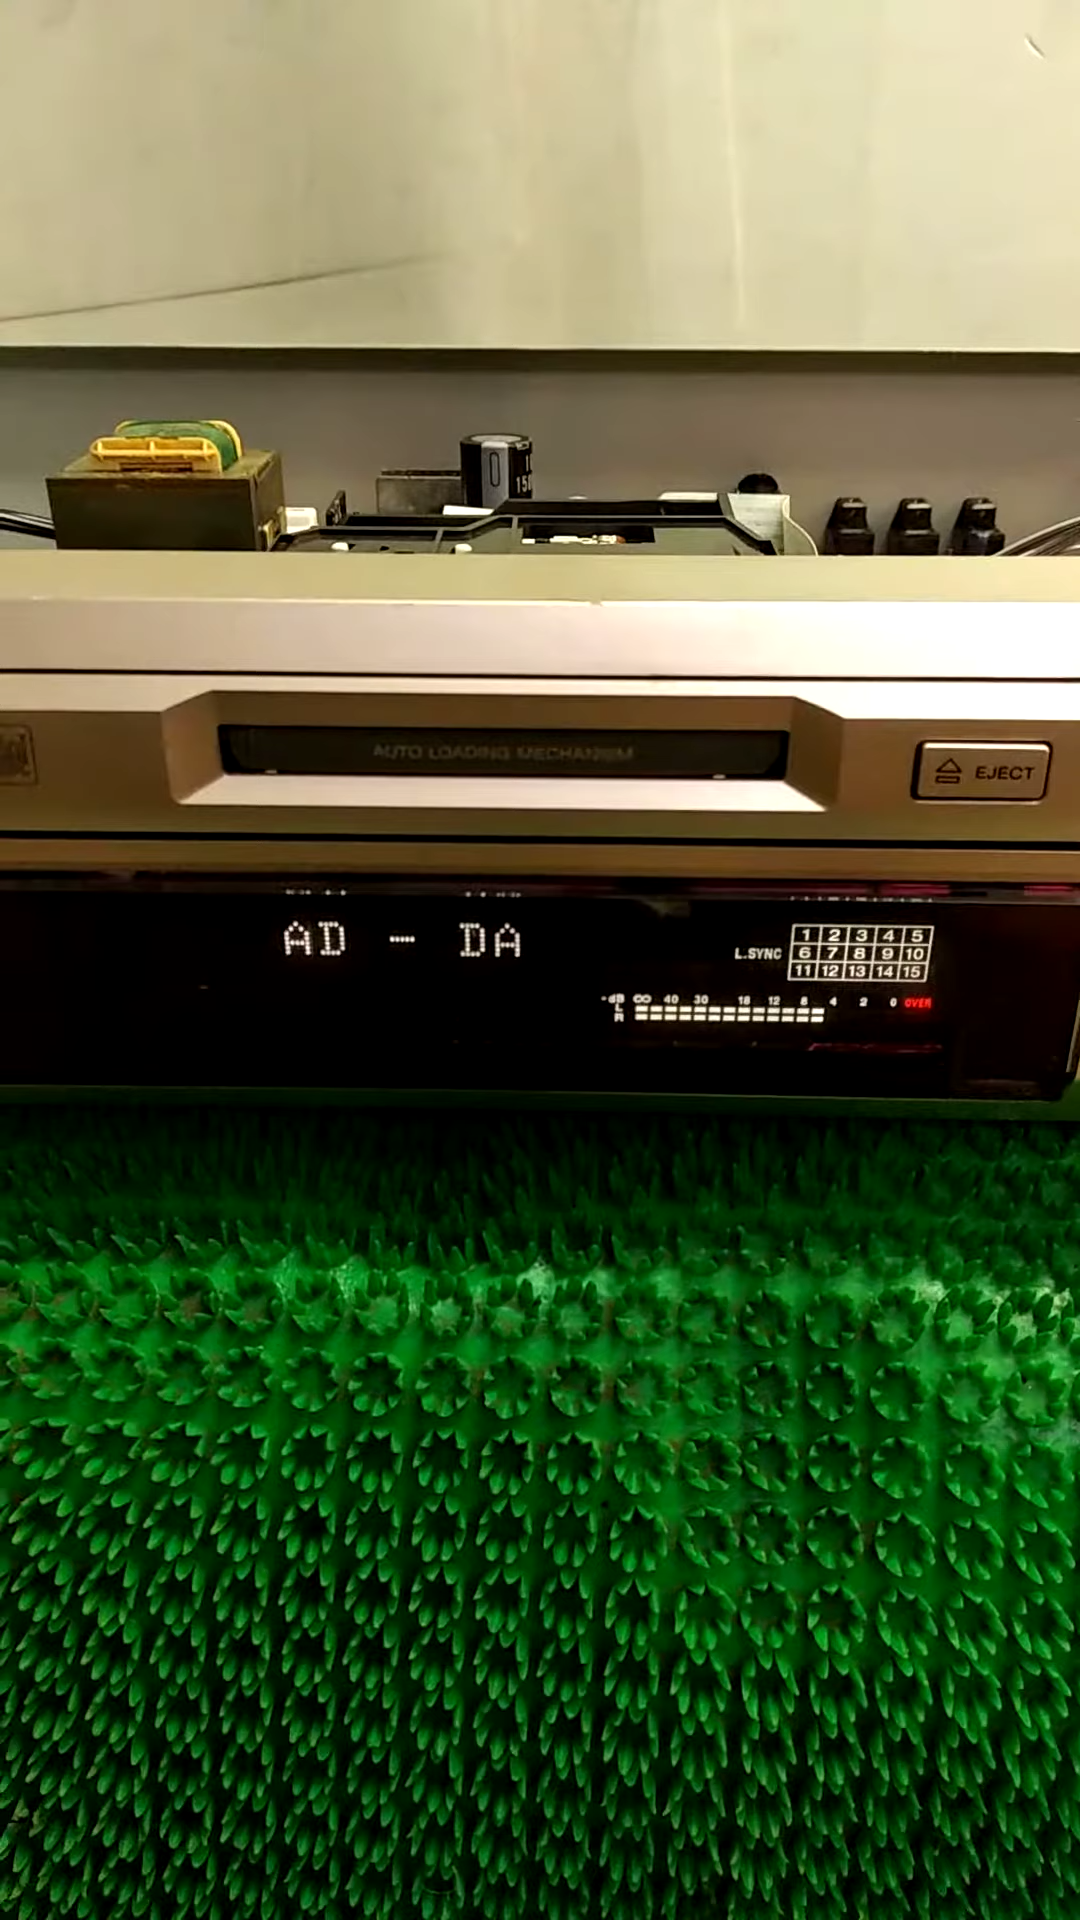 AUTO LOADING MECHANISM
EJECT
AD - DA
L.SYNC
1 2 3 4 5
6 7 8 9 10
11 12 13 14 15
-dB ∞ 40 30 18 12 8 4 2 0 OVER
L
R